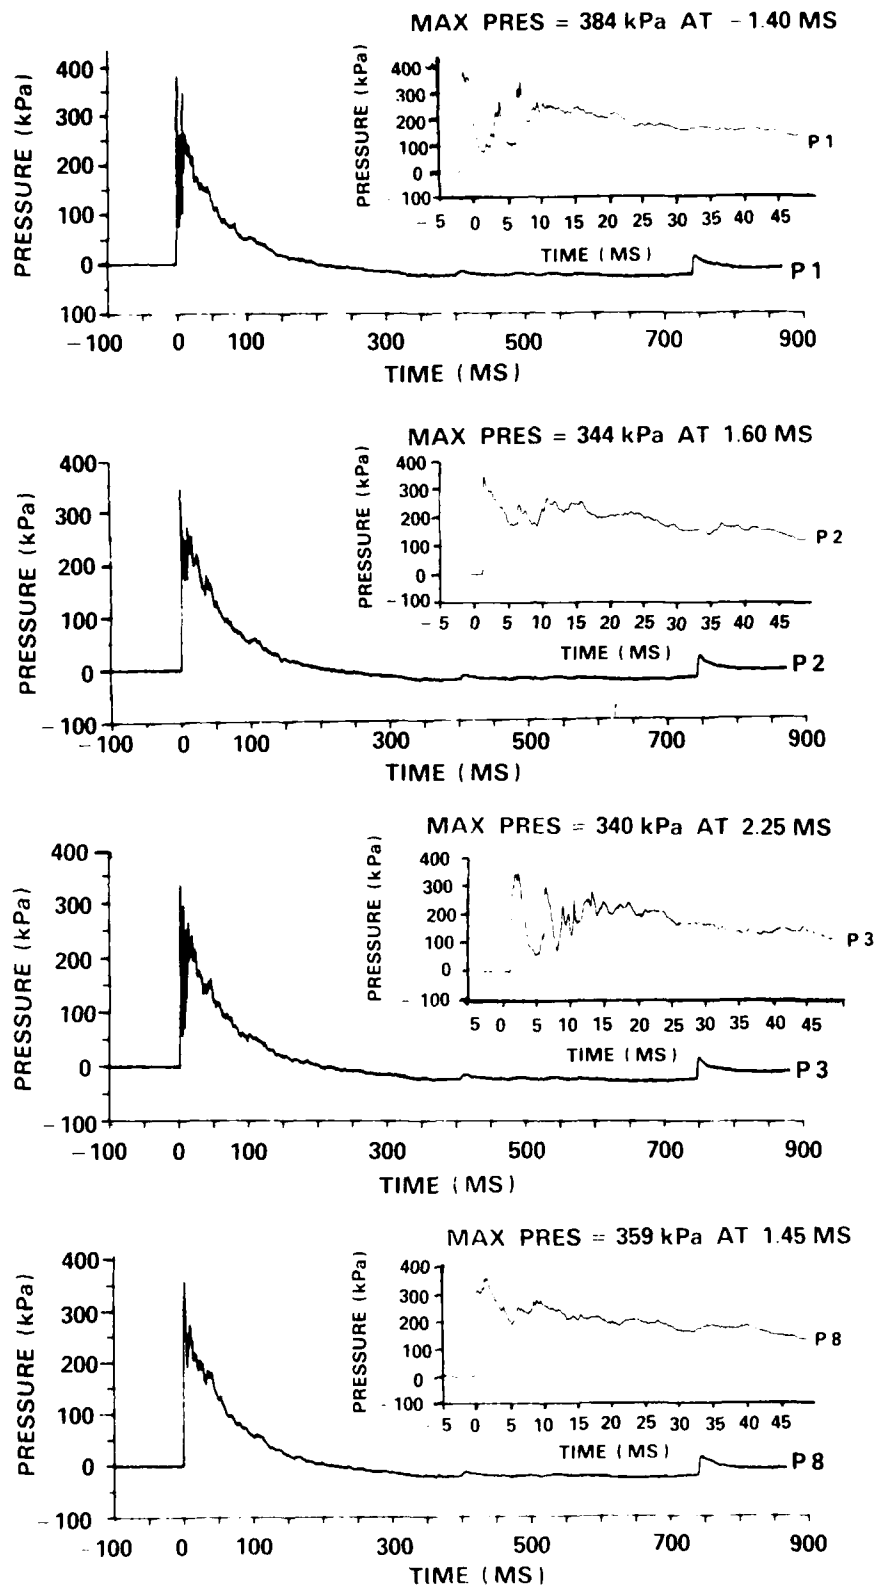 MAX PRES = 384 kPa AT - 1.40 MS
PRESSURE (kPa)
400
300
200
100
0
100
- 100 0 100 300 500 700 900
TIME (MS)
P 1
PRESSURE (kPa)
400
300
200
100
0
100
- 5 0 5 10 15 20 25 30 35 40 45
TIME (MS)
P 1
MAX PRES = 344 kPa AT 1.60 MS
PRESSURE (kPa)
400
300
200
100
0
- 100
- 100 0 100 300 500 700 900
TIME (MS)
P 2
PRESSURE (kPa)
400
300
200
100
0
- 100
- 5 0 5 10 15 20 25 30 35 40 45
TIME (MS)
P 2
MAX PRES = 340 kPa AT 2.25 MS
PRESSURE (kPa)
400
300
200
100
0
- 100
- 100 0 100 300 500 700 900
TIME (MS)
P 3
PRESSURE (kPa)
400
300
200
100
0
- 100
5 0 5 10 15 20 25 30 35 40 45
TIME (MS)
P 3
MAX PRES = 359 kPa AT 1.45 MS
PRESSURE (kPa)
400
300
200
100
0
- 100
- 100 0 100 300 500 700 900
TIME (MS)
P 8
PRESSURE (kPa)
400
300
200
100
0
- 100
- 5 0 5 10 15 20 25 30 35 40 45
TIME (MS)
P 8